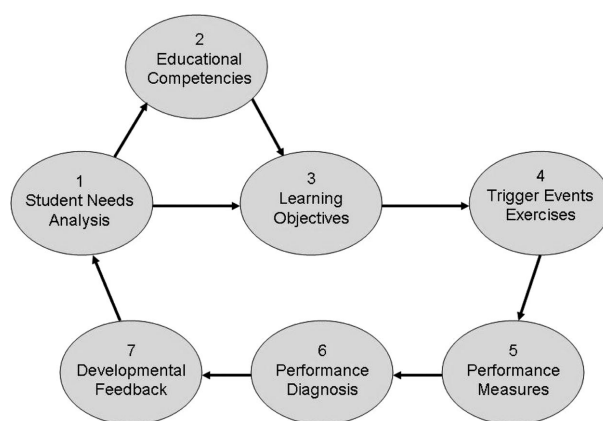 1
Student Needs
Analysis
2
Educational
Competencies
3
Learning
Objectives
4
Trigger Events
Exercises
5
Performance
Measures
6
Performance
Diagnosis
7
Developmental
Feedback